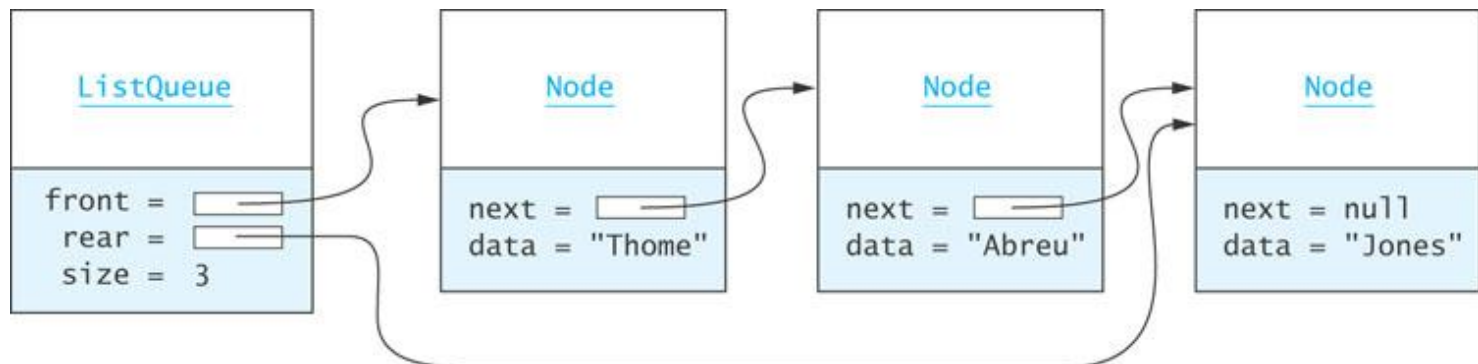 ListQueue
front =
rear =
size = 3
Node
next =
data = "Thome"
Node
next =
data = "Abreu"
Node
next = null
data = "Jones"